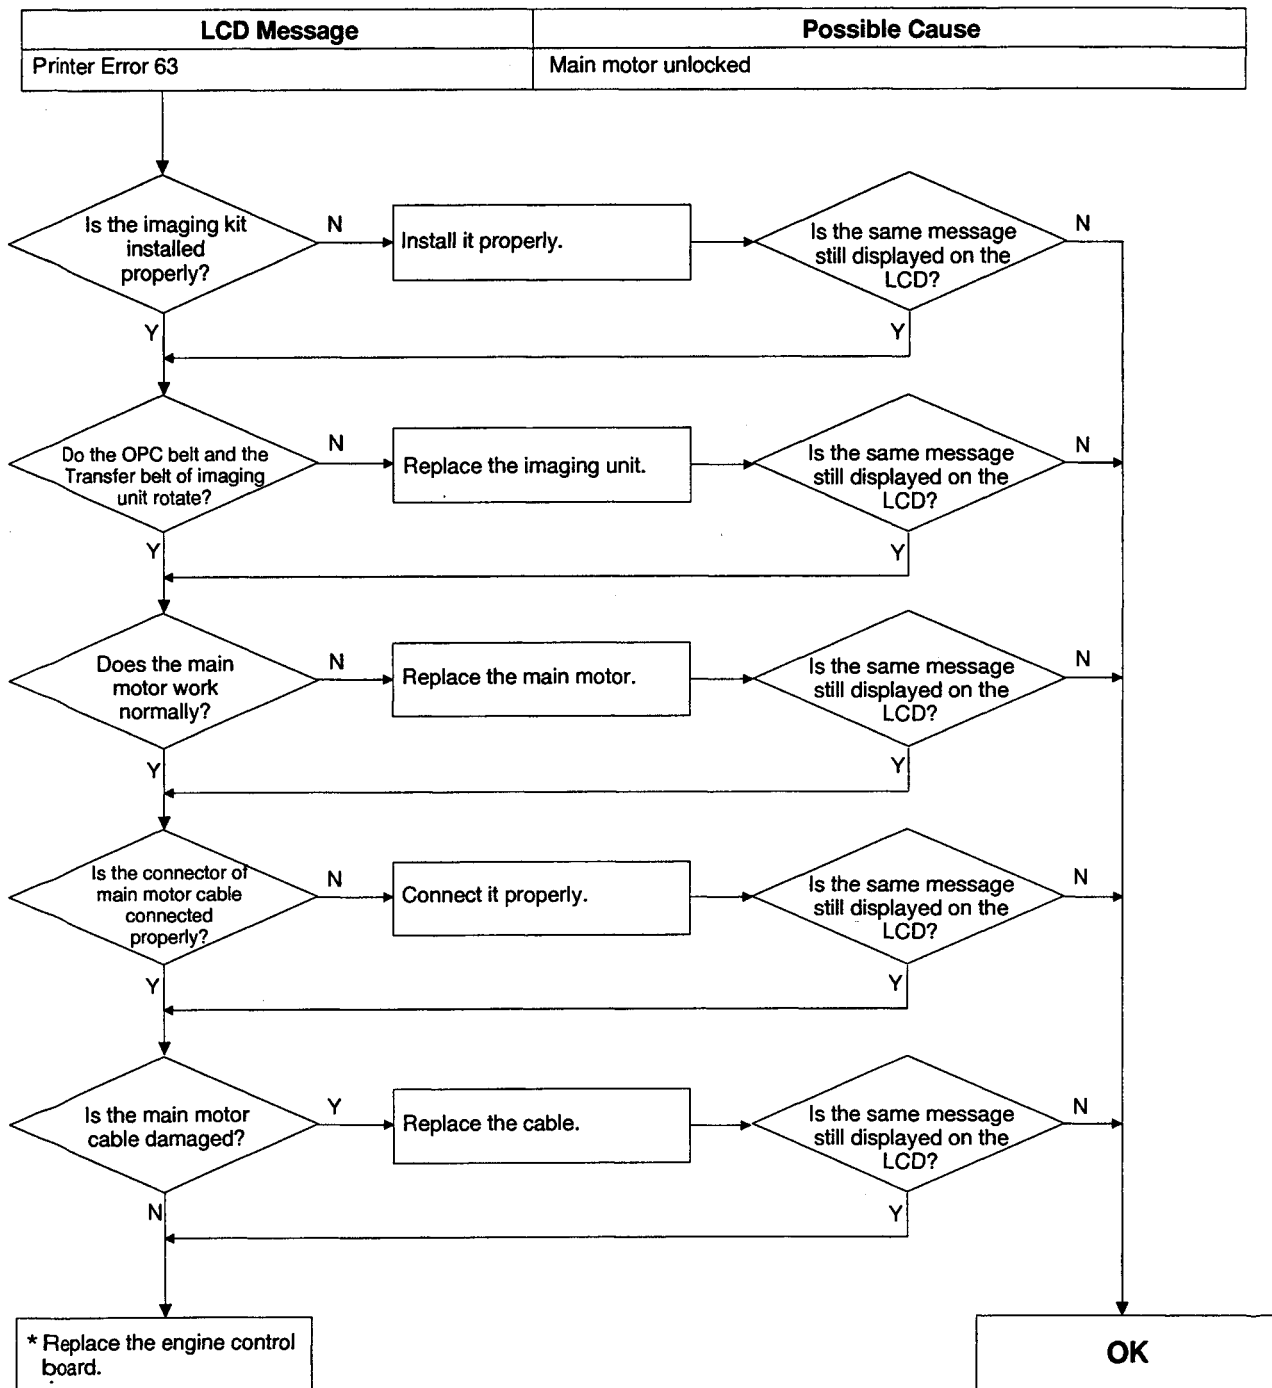 LCD Message
Possible Cause
Printer Error 63
Main motor unlocked
Is the imaging kit
installed
properly?
N
Install it properly.
Is the same message
still displayed on the
LCD?
N
Y
Y
Do the OPC belt and the
Transfer belt of imaging
unit rotate?
N
Replace the imaging unit.
Is the same message
still displayed on the
LCD?
N
Y
Y
Does the main
motor work
normally?
N
Replace the main motor.
Is the same message
still displayed on the
LCD?
N
Y
Y
Is the connector of
main motor cable
connected
properly?
N
Connect it properly.
Is the same message
still displayed on the
LCD?
N
Y
Y
Is the main motor
cable damaged?
Y
Replace the cable.
Is the same message
still displayed on the
LCD?
N
N
Y
* Replace the engine control
board.
OK